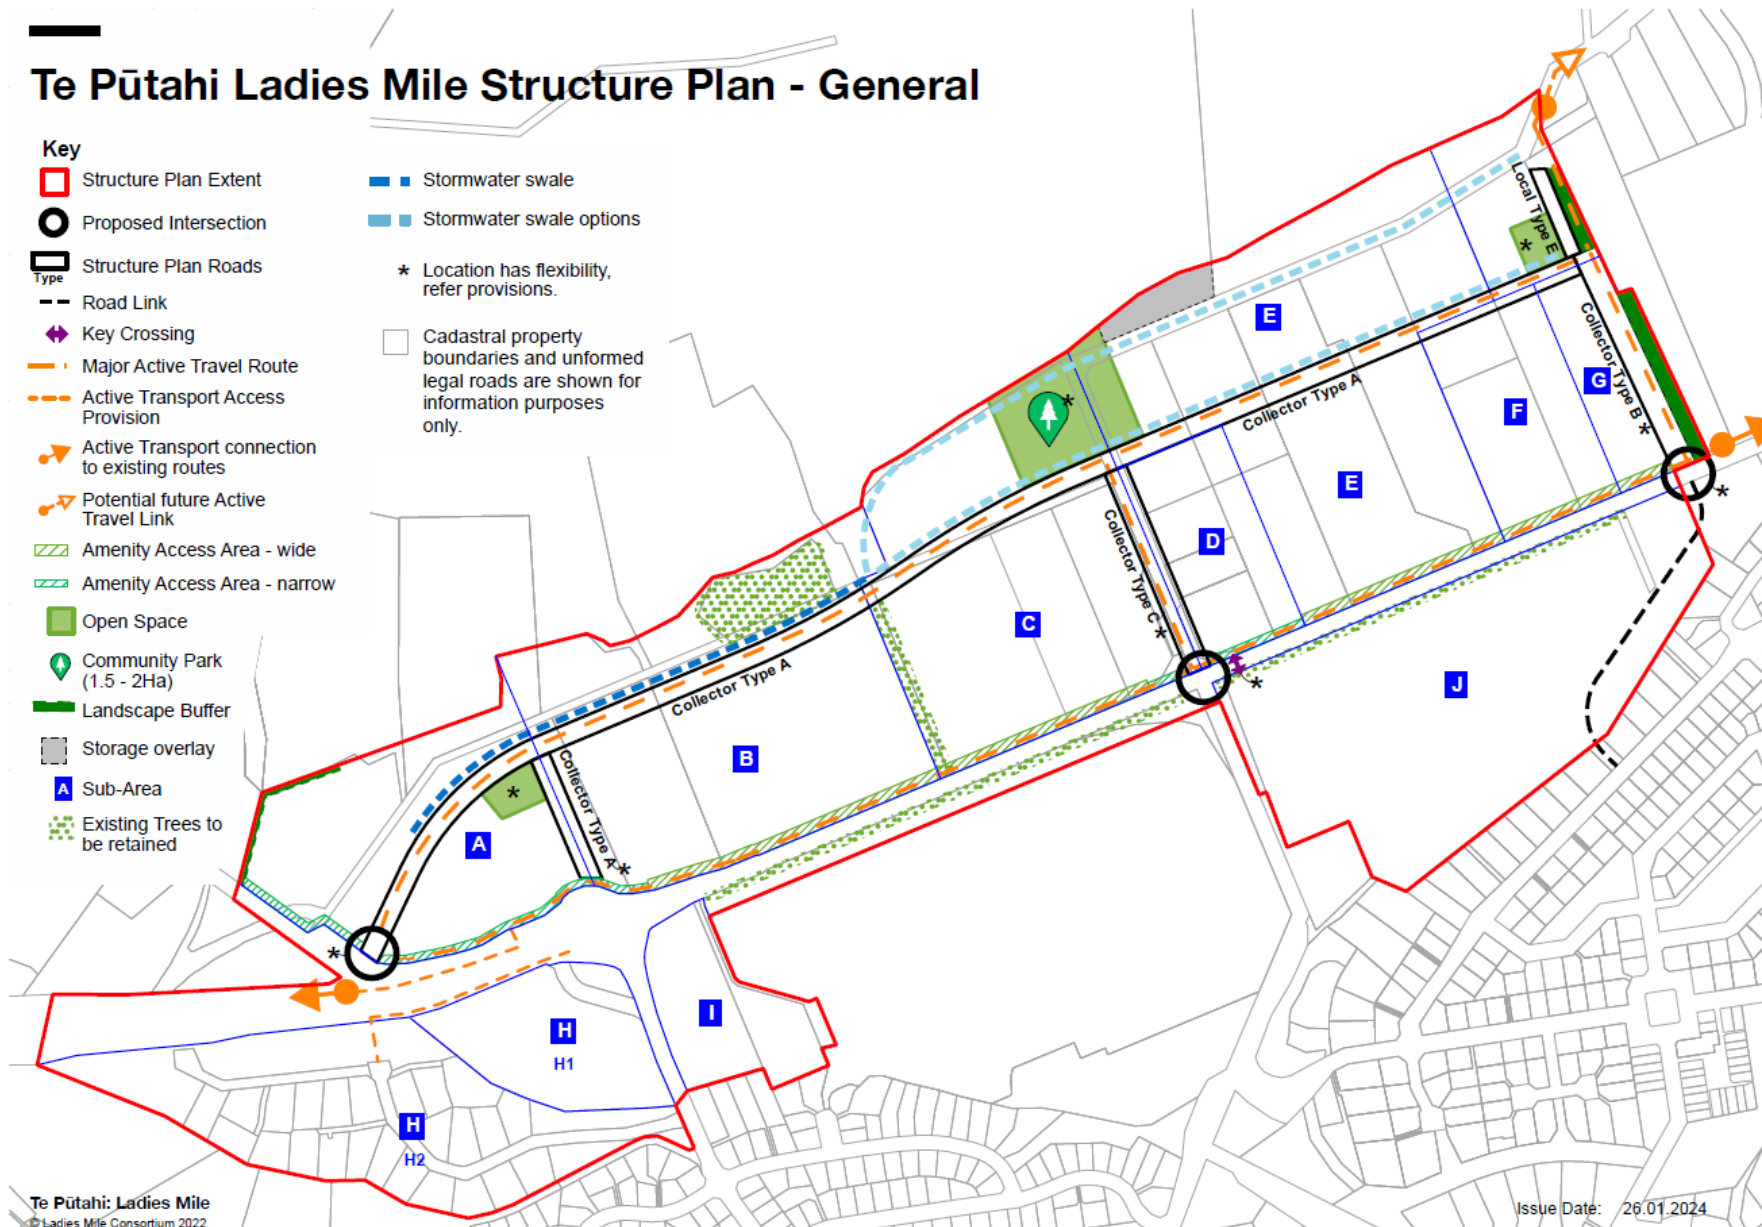 Te Pūtahi Ladies Mile Structure Plan - General
Key
Structure Plan Extent
Proposed Intersection
Structure Plan Roads
Type
Road Link
Key Crossing
Major Active Travel Route
Active Transport Access
Provision
Active Transport connection
to existing routes
Potential future Active
Travel Link
Amenity Access Area - wide
Amenity Access Area - narrow
Open Space
Community Park
(1.5 - 2Ha)
Landscape Buffer
Storage overlay
A Sub-Area
Existing Trees to
be retained
Stormwater swale
Stormwater swale options
* Location has flexibility,
refer provisions.
Cadastral property
boundaries and unformed
legal roads are shown for
information purposes
only.
Local Type E
*
E
*
Collector Type B
*
G
Collector Type A
F
E
*
Collector Type C
*
D
C
*
J
Collector Type A
B
Collector Type A
*
*
A
*
I
H
H1
H
H2
Te Pūtahi: Ladies Mile
© Ladies Mile Consortium 2022
Issue Date: 26.01.2024